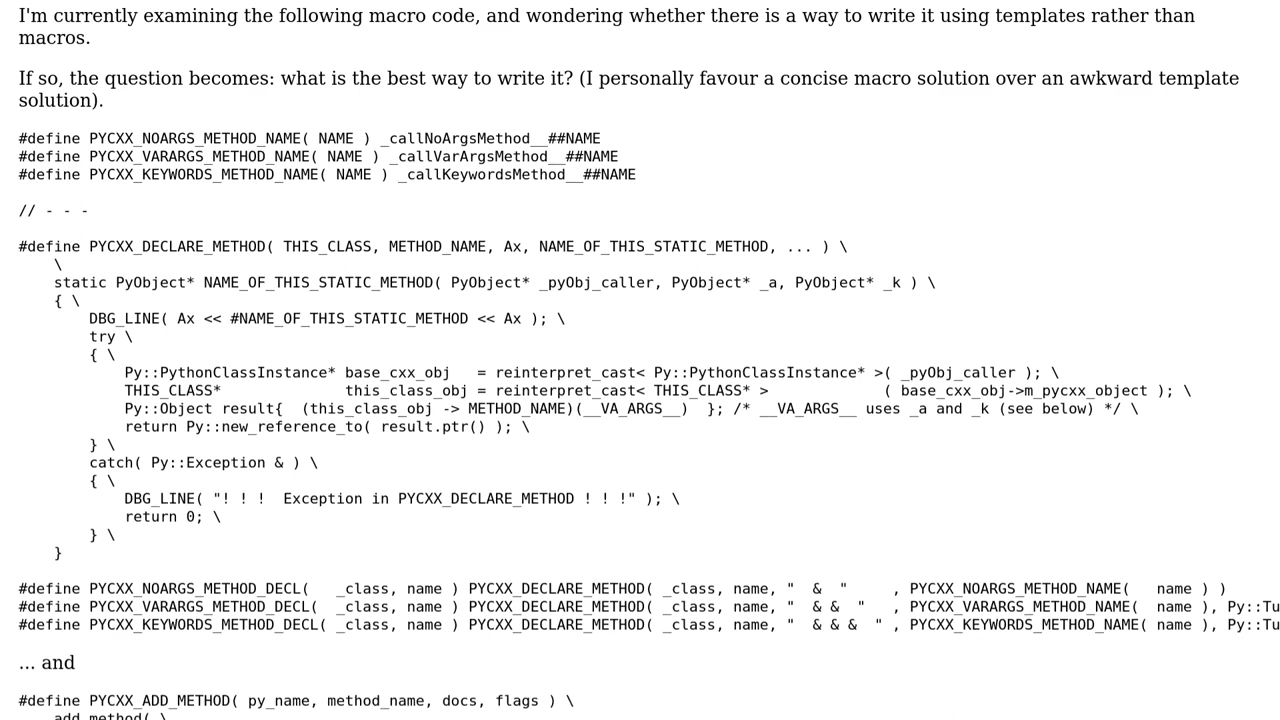 I'm currently examining the following macro code, and wondering whether there is a way to write it using templates rather than
macros.
If so, the question becomes: what is the best way to write it? (I personally favour a concise macro solution over an awkward template
solution).
#define PYCXX_NOARGS_METHOD_NAME( NAME ) _callNoArgsMethod__##NAME
#define PYCXX_VARARGS_METHOD_NAME( NAME ) _callVarArgsMethod__##NAME
#define PYCXX_KEYWORDS_METHOD_NAME( NAME ) _callKeywordsMethod__##NAME
// - - -
#define PYCXX_DECLARE_METHOD( THIS_CLASS, METHOD_NAME, Ax, NAME_OF_THIS_STATIC_METHOD, ... ) \
    \
    static PyObject* NAME_OF_THIS_STATIC_METHOD( PyObject* _pyObj_caller, PyObject* _a, PyObject* _k ) \
    { \
        DBG_LINE( Ax << #NAME_OF_THIS_STATIC_METHOD << Ax ); \
        try \
        { \
            Py::PythonClassInstance* base_cxx_obj   = reinterpret_cast< Py::PythonClassInstance* >( _pyObj_caller ); \
            THIS_CLASS*              this_class_obj = reinterpret_cast< THIS_CLASS* >             ( base_cxx_obj->m_pycxx_object ); \
            Py::Object result{  (this_class_obj -> METHOD_NAME)(__VA_ARGS__)  }; /* __VA_ARGS__ uses _a and _k (see below) */ \
            return Py::new_reference_to( result.ptr() ); \
        } \
        catch( Py::Exception & ) \
        { \
            DBG_LINE( "! ! !  Exception in PYCXX_DECLARE_METHOD ! ! !" ); \
            return 0; \
        } \
    }
#define PYCXX_NOARGS_METHOD_DECL(   _class, name ) PYCXX_DECLARE_METHOD( _class, name, "  &  "     , PYCXX_NOARGS_METHOD_NAME(   name ) )
#define PYCXX_VARARGS_METHOD_DECL(  _class, name ) PYCXX_DECLARE_METHOD( _class, name, "  & &  "   , PYCXX_VARARGS_METHOD_NAME(  name ), Py::Tu
#define PYCXX_KEYWORDS_METHOD_DECL( _class, name ) PYCXX_DECLARE_METHOD( _class, name, "  & & &  " , PYCXX_KEYWORDS_METHOD_NAME( name ), Py::Tu
... and
#define PYCXX_ADD_METHOD( py_name, method_name, docs, flags ) \
    add_method( \